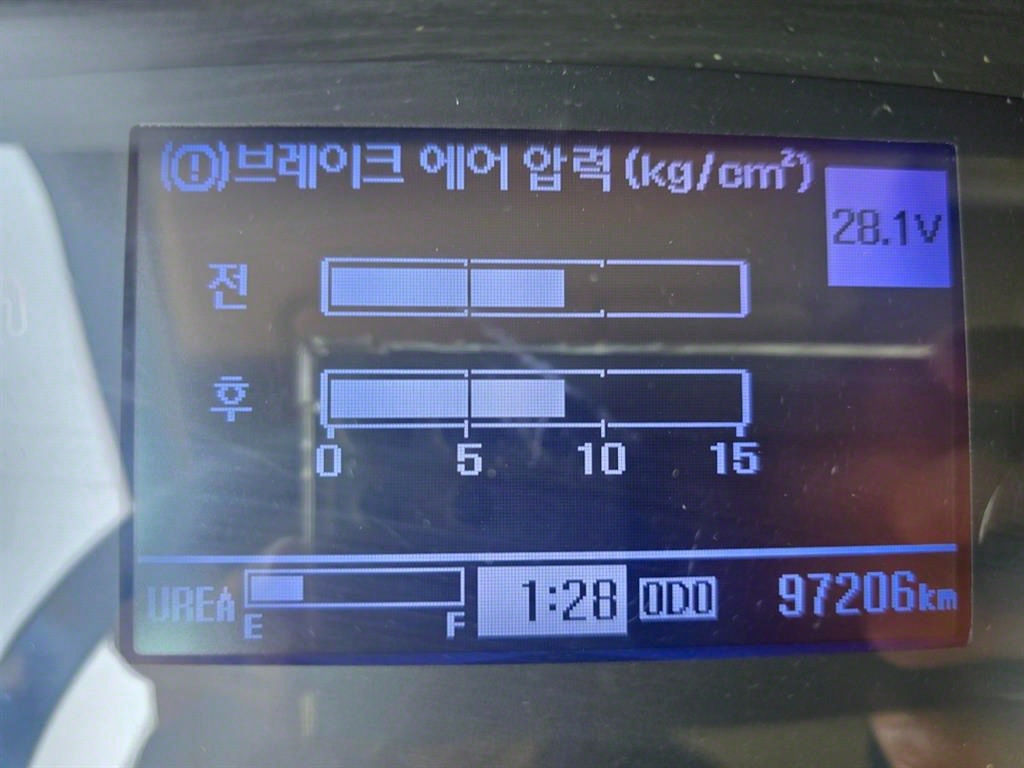 (!)브레이크 에어 압력 (kg/cm²)
28.1V
전
후
0 5 10 15
UREA E F 1:28 ODO 97206km